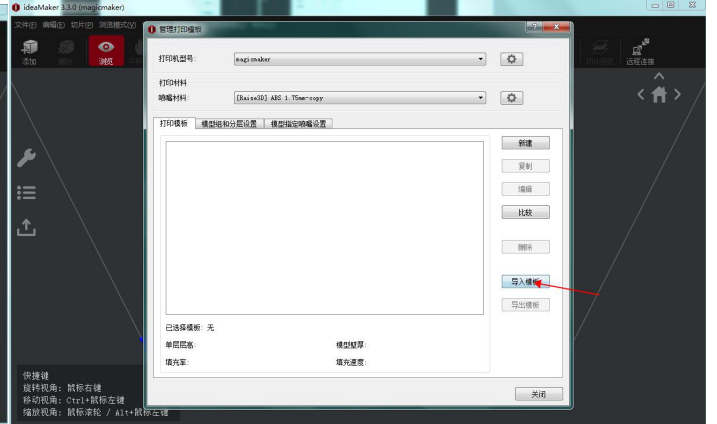 ideaMaker 3.3.0 (magicmaker)
文件(F) 编辑(E) 切片(P) 浏览模式(V)
管理打印模板
添加
浏览
远程连接
打印机型号:
magicmaker
打印材料
喷嘴材料:
[Raise3D] ABS 1.75mm-copy
打印模板
模型组和分层设置
模型指定喷嘴设置
新建
复制
编辑
比较
删除
导入模板
导出模板
已选择模板: 无
单层层高:
模型壁厚:
填充率:
填充速度:
关闭
快捷键
旋转视角: 鼠标右键
移动视角: Ctrl+鼠标左键
缩放视角: 鼠标滚轮 / Alt+鼠标左键